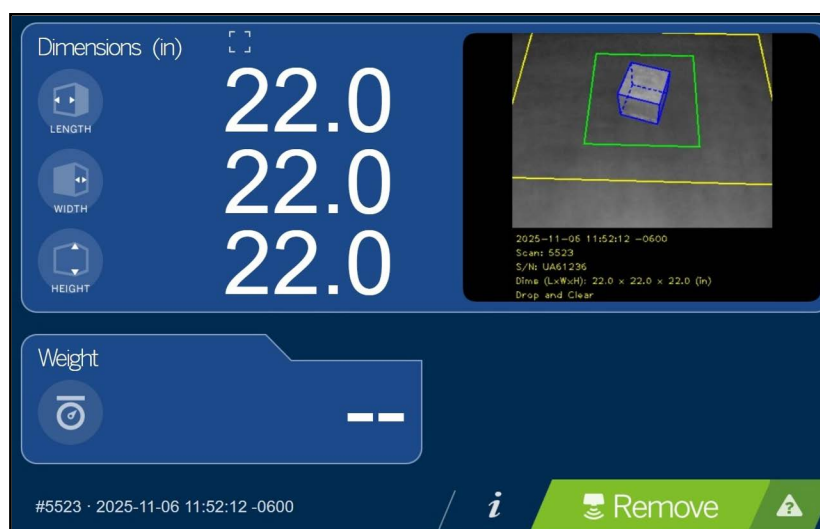 Dimensions (in)
LENGTH
22.0
WIDTH
22.0
HEIGHT
22.0
2025-11-06 11:52:12 -0600
Scan: 5523
S/N: UA61236
Dims (LxWxH): 22.0 x 22.0 x 22.0 (in)
Drop and Clear
Weight
--
#5523 · 2025-11-06 11:52:12 -0600
i
Remove
?